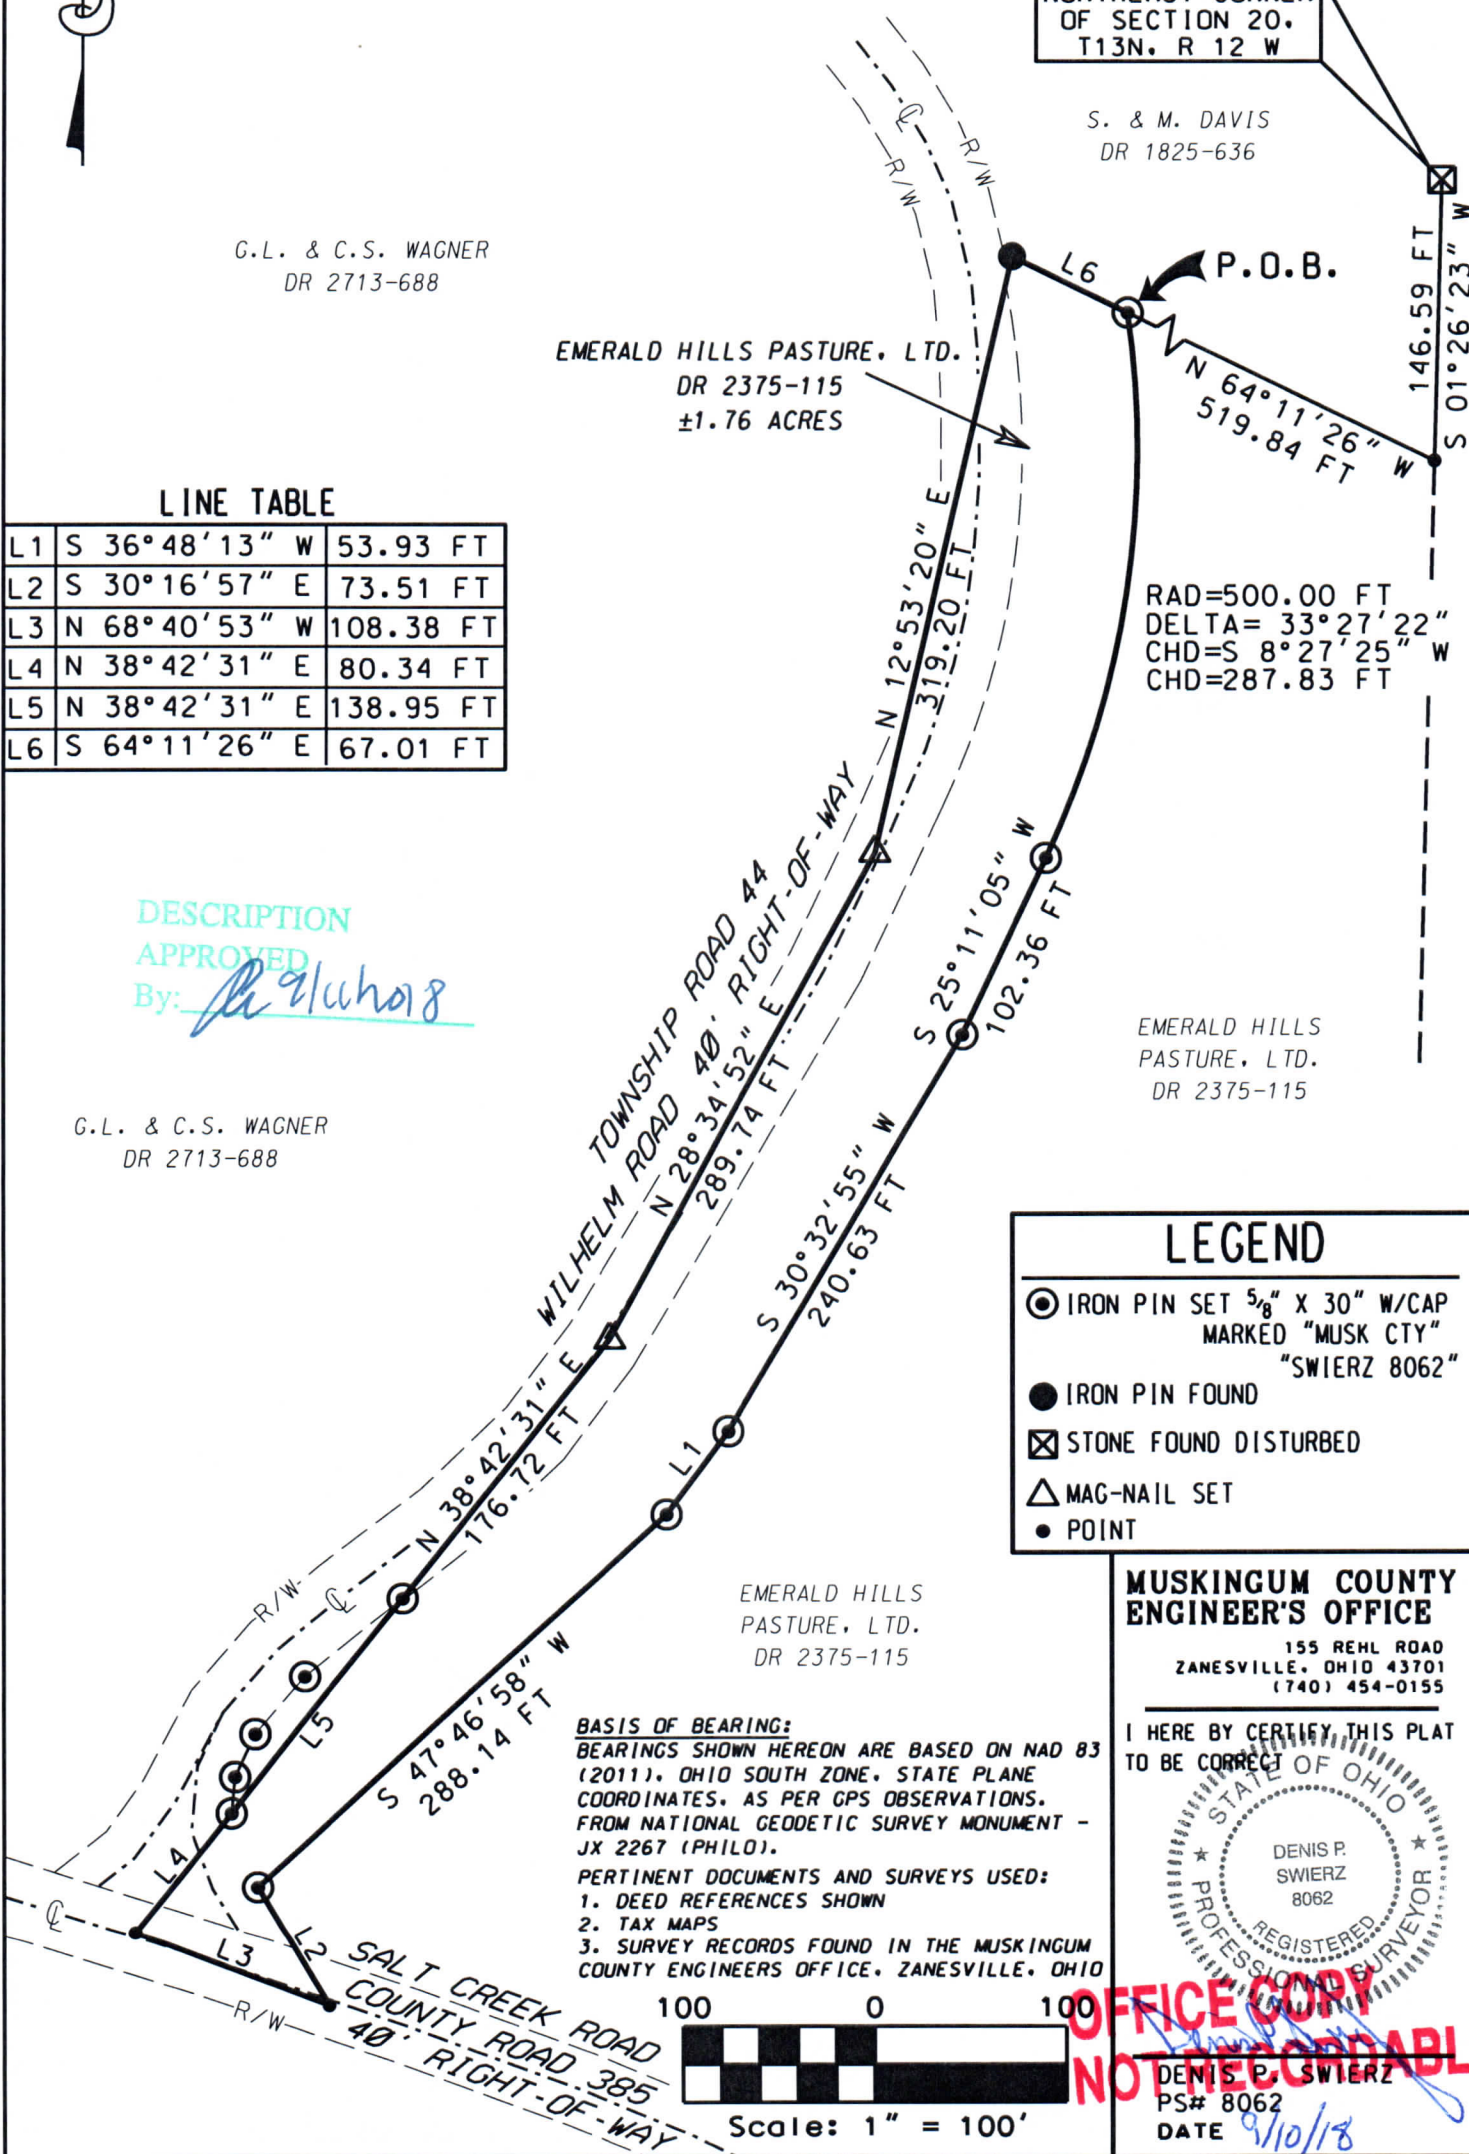 OF SECTION 20.
T13N. R 12 W
S. & M. DAVIS
DR 1825-636
G.L. & C.S. WAGNER
DR 2713-688
R/W
R/W
L6
P.O.B.
146.59 FT
S 01°26'23" W
N 64°11'26" W
519.84 FT
EMERALD HILLS PASTURE. LTD.
DR 2375-115
±1.76 ACRES
LINE TABLE
L1 S 36°48'13" W 53.93 FT
L2 S 30°16'57" E 73.51 FT
L3 N 68°40'53" W 108.38 FT
L4 N 38°42'31" E 80.34 FT
L5 N 38°42'31" E 138.95 FT
L6 S 64°11'26" E 67.01 FT
N 12°53'20" E
319.20 FT
RAD=500.00 FT
DELTA= 33°27'22"
CHD=S 8°27'25" W
CHD=287.83 FT
DESCRIPTION
APPROVED
By:
TOWNSHIP ROAD 44
WILHELM ROAD 40' RIGHT-OF-WAY
N 28°34'52" E
289.74 FT
S 25°11'05" W
102.36 FT
EMERALD HILLS
PASTURE. LTD.
DR 2375-115
G.L. & C.S. WAGNER
DR 2713-688
S 30°32'55" W
240.63 FT
LEGEND
IRON PIN SET 5/8" X 30" W/CAP
MARKED "MUSK CTY"
"SWIERZ 8062"
IRON PIN FOUND
STONE FOUND DISTURBED
MAG-NAIL SET
POINT
N 38°42'31" E
176.72 FT
L1
R/W
EMERALD HILLS
PASTURE. LTD.
DR 2375-115
S 47°46'58" W
288.14 FT
L5
L4
L3
L2
R/W
SALT CREEK ROAD
COUNTY ROAD 385
40' RIGHT-OF-WAY
BASIS OF BEARING:
BEARINGS SHOWN HEREON ARE BASED ON NAD 83
(2011). OHIO SOUTH ZONE. STATE PLANE
COORDINATES. AS PER GPS OBSERVATIONS.
FROM NATIONAL GEODETIC SURVEY MONUMENT -
JX 2267 (PHILO).
PERTINENT DOCUMENTS AND SURVEYS USED:
1. DEED REFERENCES SHOWN
2. TAX MAPS
3. SURVEY RECORDS FOUND IN THE MUSKINGUM
COUNTY ENGINEERS OFFICE. ZANESVILLE. OHIO
100 0 100
Scale: 1" = 100'
MUSKINGUM COUNTY
ENGINEER'S OFFICE
155 REHL ROAD
ZANESVILLE. OHIO 43701
(740) 454-0155
I HERE BY CERTIFY THIS PLAT
TO BE CORRECT
STATE OF OHIO
DENIS P.
SWIERZ
8062
REGISTERED
PROFESSIONAL SURVEYOR
OFFICE COPY
NOT RECORDABL
DENIS P. SWIERZ
PS# 8062
DATE 9/10/18